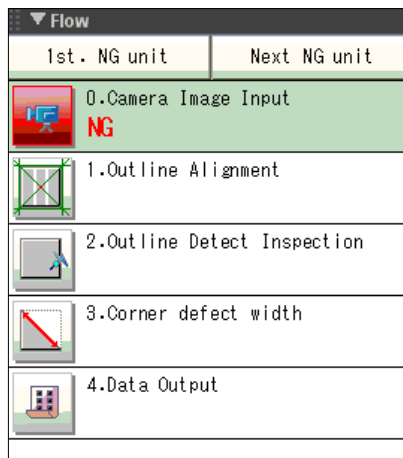 ▼Flow
1st. NG unit
Next NG unit
0.Camera Image Input
NG
1.Outline Alignment
2.Outline Detect Inspection
3.Corner defect width
4.Data Output